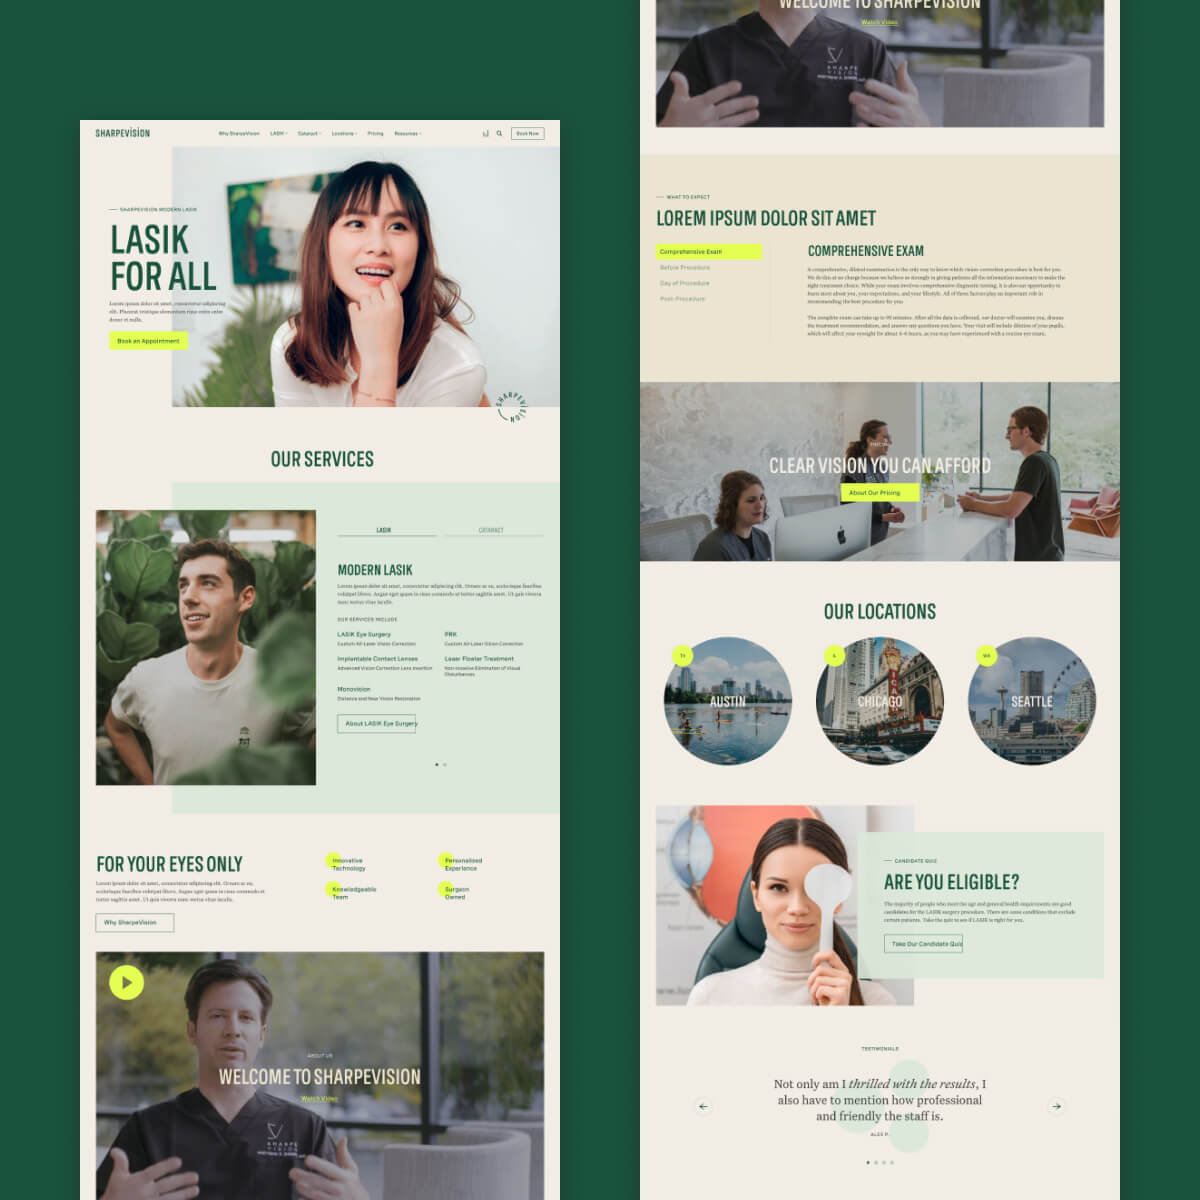 SHARPEVISION
Why SharpeVision LASIK Cataract Locations Pricing Resources Book Now
SHARPEVISION MODERN LASIK
LASIK
FOR ALL
Lorem ipsum dolor sit amet, consectetur adipiscing
elit. Placerat tristique elementum risus enim enim
dolor et nulla.
Book an Appointment
SHARPEVISION
OUR SERVICES
LASIK CATARACT
MODERN LASIK
Lorem ipsum dolor sit amet, consectetur adipiscing elit. Ornare ac eu, scelerisque faucibus
volutpat libero. Augue eget quam in risus commodo et tortor sagittis amet. Ut quis viverra
nunc tortor vitae iaculis.
OUR SERVICES INCLUDE
LASIK Eye Surgery
Custom All-Laser Vision Correction
PRK
Custom All-Laser Vision Correction
Implantable Contact Lenses
Advanced Vision Correction Lens Insertion
Laser Floater Treatment
Non-Invasive Elimination of Visual
Disturbances
Monovision
Distance and Near Vision Restoration
About LASIK Eye Surgery
FOR YOUR EYES ONLY
Lorem ipsum dolor sit amet, consectetur adipiscing elit. Ornare ac eu,
scelerisque faucibus volutpat libero. Augue eget quam in risus commodo et
tortor sagittis amet. Ut quis viverra nunc tortor vitae iaculis.
Why SharpeVision
Innovative
Technology
Personalized
Experience
Knowledgeable
Team
Surgeon
Owned
ABOUT US
WELCOME TO SHARPEVISION
Watch Video
SHARPE
VISION
WELCOME TO SHARPEVISION
Watch Video
SHARPE
VISION
WHAT TO EXPECT
LOREM IPSUM DOLOR SIT AMET
Comprehensive Exam
Before Procedure
Day of Procedure
Post-Procedure
COMPREHENSIVE EXAM
A comprehensive, dilated examination is the only way to know which vision correction procedure is best for you.
We do this at no charge because we believe so strongly in giving patients all the information necessary to make the
right treatment choice. While your exam involves comprehensive diagnostic testing, it is also our opportunity to
learn more about you, your expectations, and your lifestyle. All of these factors play an important role in
recommending the best procedure for you.
The complete exam can take up to 90 minutes. After all the data is collected, our doctor will examine you, discuss
the treatment recommendation, and answer any questions you have. Your visit will include dilation of your pupils,
which will affect your eyesight for about 4-6 hours, as you may have experienced with a routine eye exam.
CLEAR VISION YOU CAN AFFORD
About Our Pricing
OUR LOCATIONS
TX
AUSTIN
IL
CHICAGO
WA
SEATTLE
CANDIDATE QUIZ
ARE YOU ELIGIBLE?
The majority of people who meet the age and general health requirements are good
candidates for the LASIK surgery procedure. There are some conditions that exclude
certain patients. Take the quiz to see if LASIK is right for you.
Take Our Candidate Quiz
TESTIMONIALS
Not only am I thrilled with the results, I
also have to mention how professional
and friendly the staff is.
ALEX P.